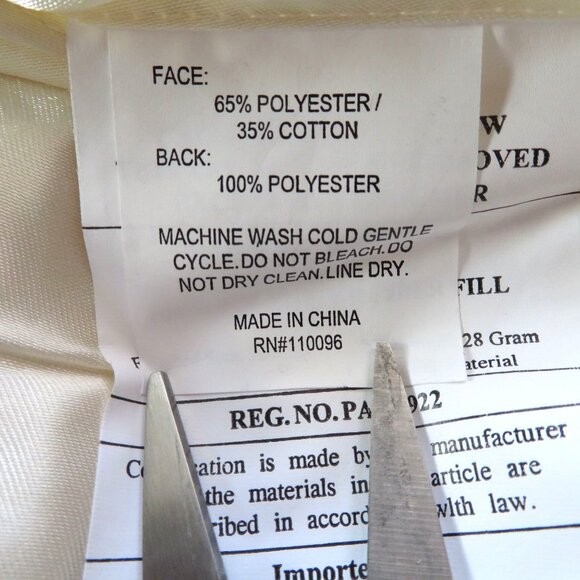 FACE:
65% POLYESTER /
35% COTTON
BACK:
100% POLYESTER
MACHINE WASH COLD GENTLE
CYCLE.DO NOT BLEACH.DO
NOT DRY CLEAN.LINE DRY.
MADE IN CHINA
RN#110096
W
OVED
R
FILL
28 Gram
aterial
REG.NO.PA 922
ation is made by manufacturer
the materials in article are
ribed in accord with law.
Importe